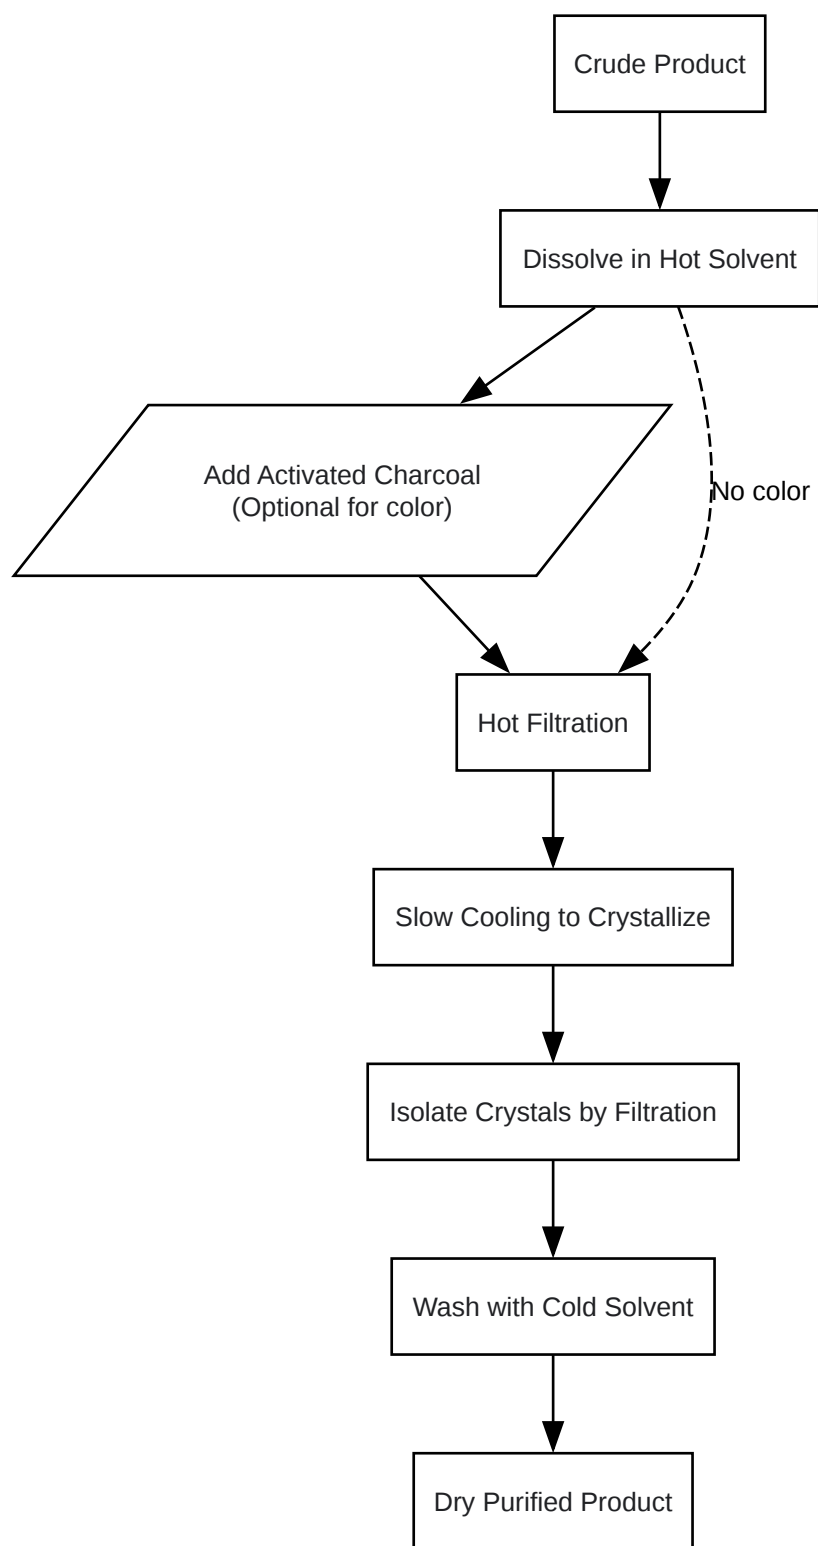 Crude Product
Dissolve in Hot Solvent
Add Activated Charcoal
(Optional for color)
No color
Hot Filtration
Slow Cooling to Crystallize
Isolate Crystals by Filtration
Wash with Cold Solvent
Dry Purified Product